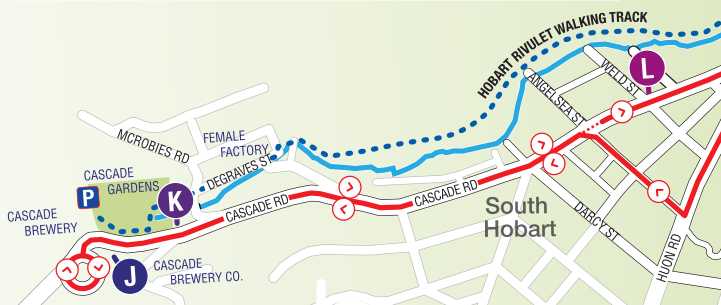 HOBART RIVULET WALKING TRACK
L
WELD ST
ANGELSEA ST
MCROBIES RD
FEMALE
FACTORY
DEGRAVES ST
CASCADE
GARDENS
P
K
CASCADE RD
CASCADE RD
CASCADE
BREWERY
South
Hobart
DARCY ST
HUON RD
J
CASCADE
BREWERY CO.